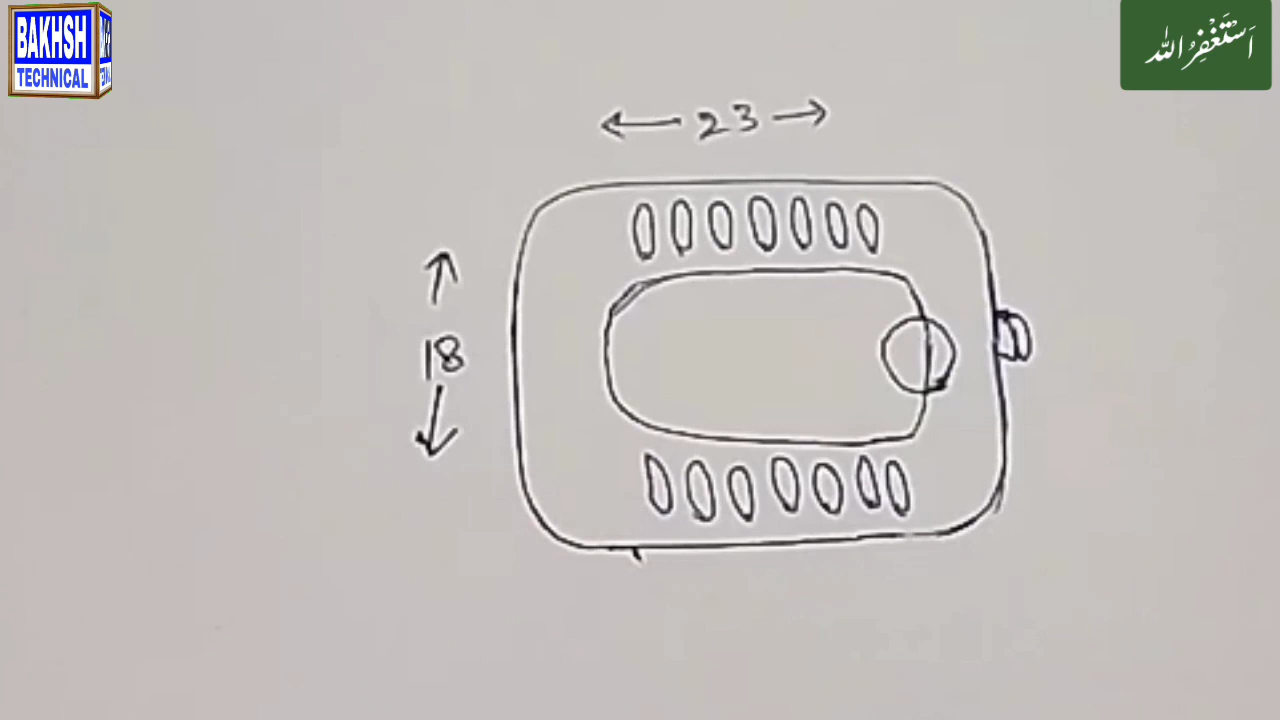 BAKHSH
TECHNICAL
اَسْتَغْفِرُ اللّٰه
← 23 →
↑
18
↓